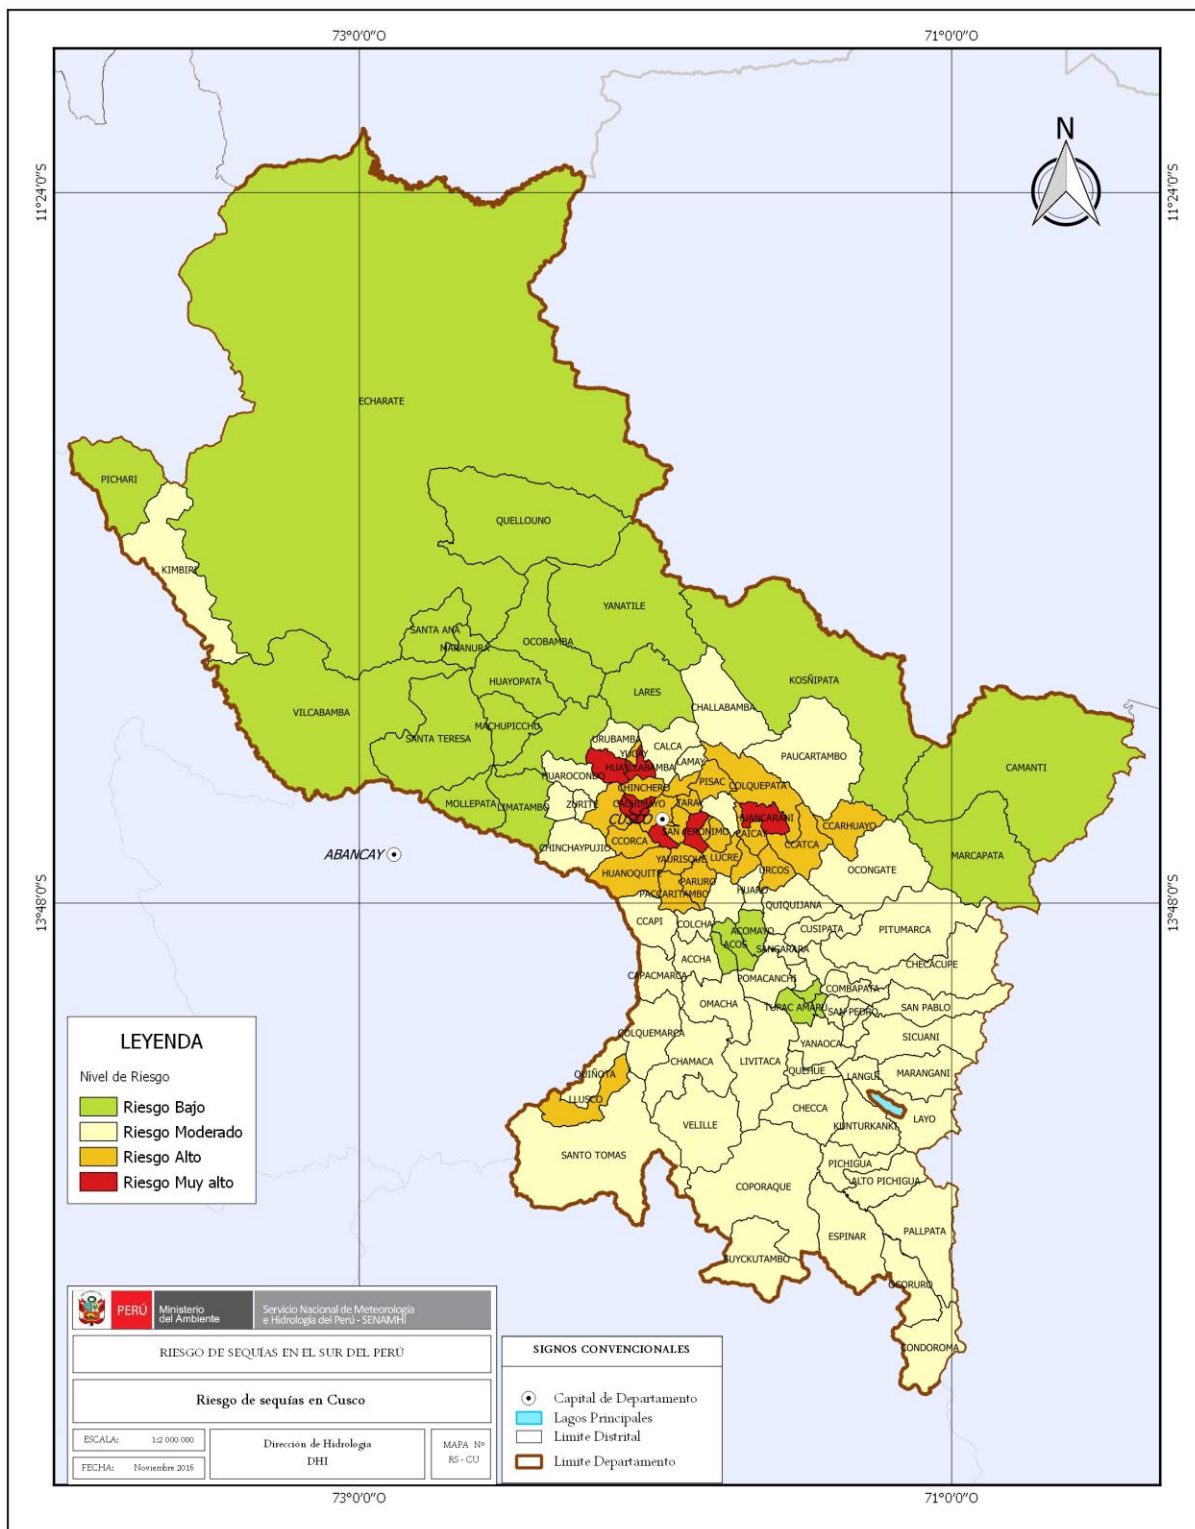 73°0'0"O
71°0'0"O
11°24'0"S
11°24'0"S
N
ECHARATE
PICHARI
QUELLOUNO
KIMBIRI
YANATILE
SANTA ANA
OCOBAMBA
MARANURA
HUAYOPATA
KOSÑIPATA
LARES
CHALLABAMBA
VILCABAMBA
MACHUPICCHU
SANTA TERESA
URUBAMBA
CALCA
YUCAY
PAUCARTAMBO
HUAYLLABAMBA
LAMAY
CAMANTI
HUAROCONDO
PISAC
COLQUEPATA
CHINCHERO
MOLLEPATA
LIMATAMBO
ZURITE
CACHIMAYO
TARAY
CUSCO
HUANCARANI
CCARHUAYO
SAN JERONIMO
CAICAY
CCORCA
CCATCA
CHINCHAYPUJIO
ABANCAY
YAURISQUE
LUCRE
MARCAPATA
HUANOQUITE
URCOS
OCONGATE
PARURO
PACCARITAMBO
HUARO
13°48'0"S
13°48'0"S
QUIQUIJANA
CCAPI
COLCHA
ACOMAYO
CUSIPATA
PITUMARCA
ACOS
SANGARARA
ACCHA
CHECACUPE
CAPACMARCA
POMACANCHI
COMBAPATA
OMACHA
TUPAC AMARU
SAN PEDRO
SAN PABLO
COLQUEMARCA
YANAOCA
SICUANI
CHAMACA
LIVITACA
QUEHUE
LANGUI
MARANGANI
QUIÑOTA
LLUSCO
CHECCA
LAYO
VELILLE
KUNTURKANKI
SANTO TOMAS
PICHIGUA
ALTO PICHIGUA
COPORAQUE
PALLPATA
ESPINAR
SUYCKUTAMBO
OCORURO
CONDOROMA
LEYENDA
Nivel de Riesgo
Riesgo Bajo
Riesgo Moderado
Riesgo Alto
Riesgo Muy alto
PERÚ
Ministerio
del Ambiente
Servicio Nacional de Meteorología
e Hidrología del Perú - SENAMHI
RIESGO DE SEQUÍAS EN EL SUR DEL PERÚ
Riesgo de sequías en Cusco
ESCALA: 1:2 000 000
FECHA: Noviembre 2016
Dirección de Hidrología
DHI
MAPA Nº
RS - CU
SIGNOS CONVENCIONALES
Capital de Departamento
Lagos Principales
Limite Distrital
Limite Departamento
73°0'0"O
71°0'0"O